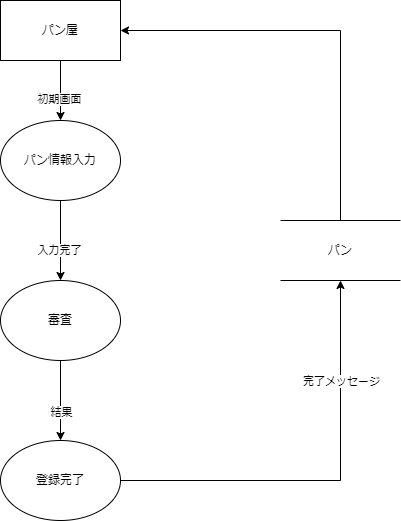 パン屋
初期画面
パン情報入力
入力完了
パン
審査
完了メッセージ
結果
登録完了